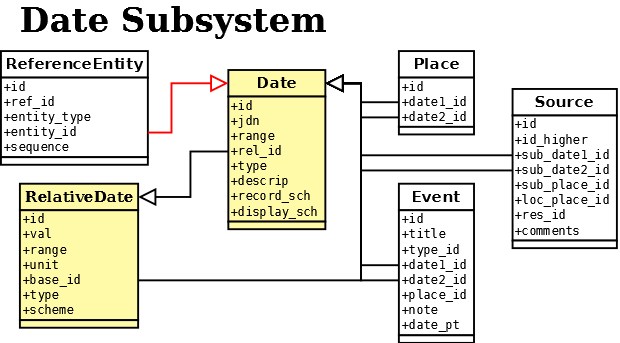 Date Subsystem
ReferenceEntity
+id
+ref_id
+entity_type
+entity_id
+sequence
Date
+id
+jdn
+range
+rel_id
+type
+descrip
+record_sch
+display_sch
Place
+id
+date1_id
+date2_id
Source
+id
+id_higher
+sub_date1_id
+sub_date2_id
+sub_place_id
+loc_place_id
+res_id
+comments
RelativeDate
+id
+val
+range
+unit
+base_id
+type
+scheme
Event
+id
+title
+type_id
+date1_id
+date2_id
+place_id
+note
+date_pt